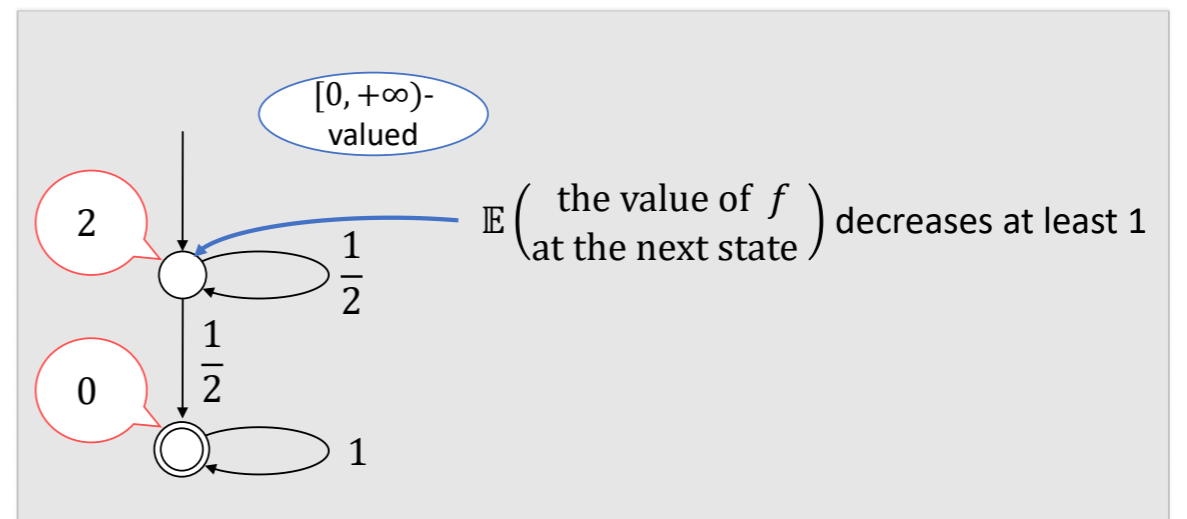 [0, +∞)-
valued
2
𝔼 ( the value of f
at the next state ) decreases at least 1
1/2
1/2
0
1